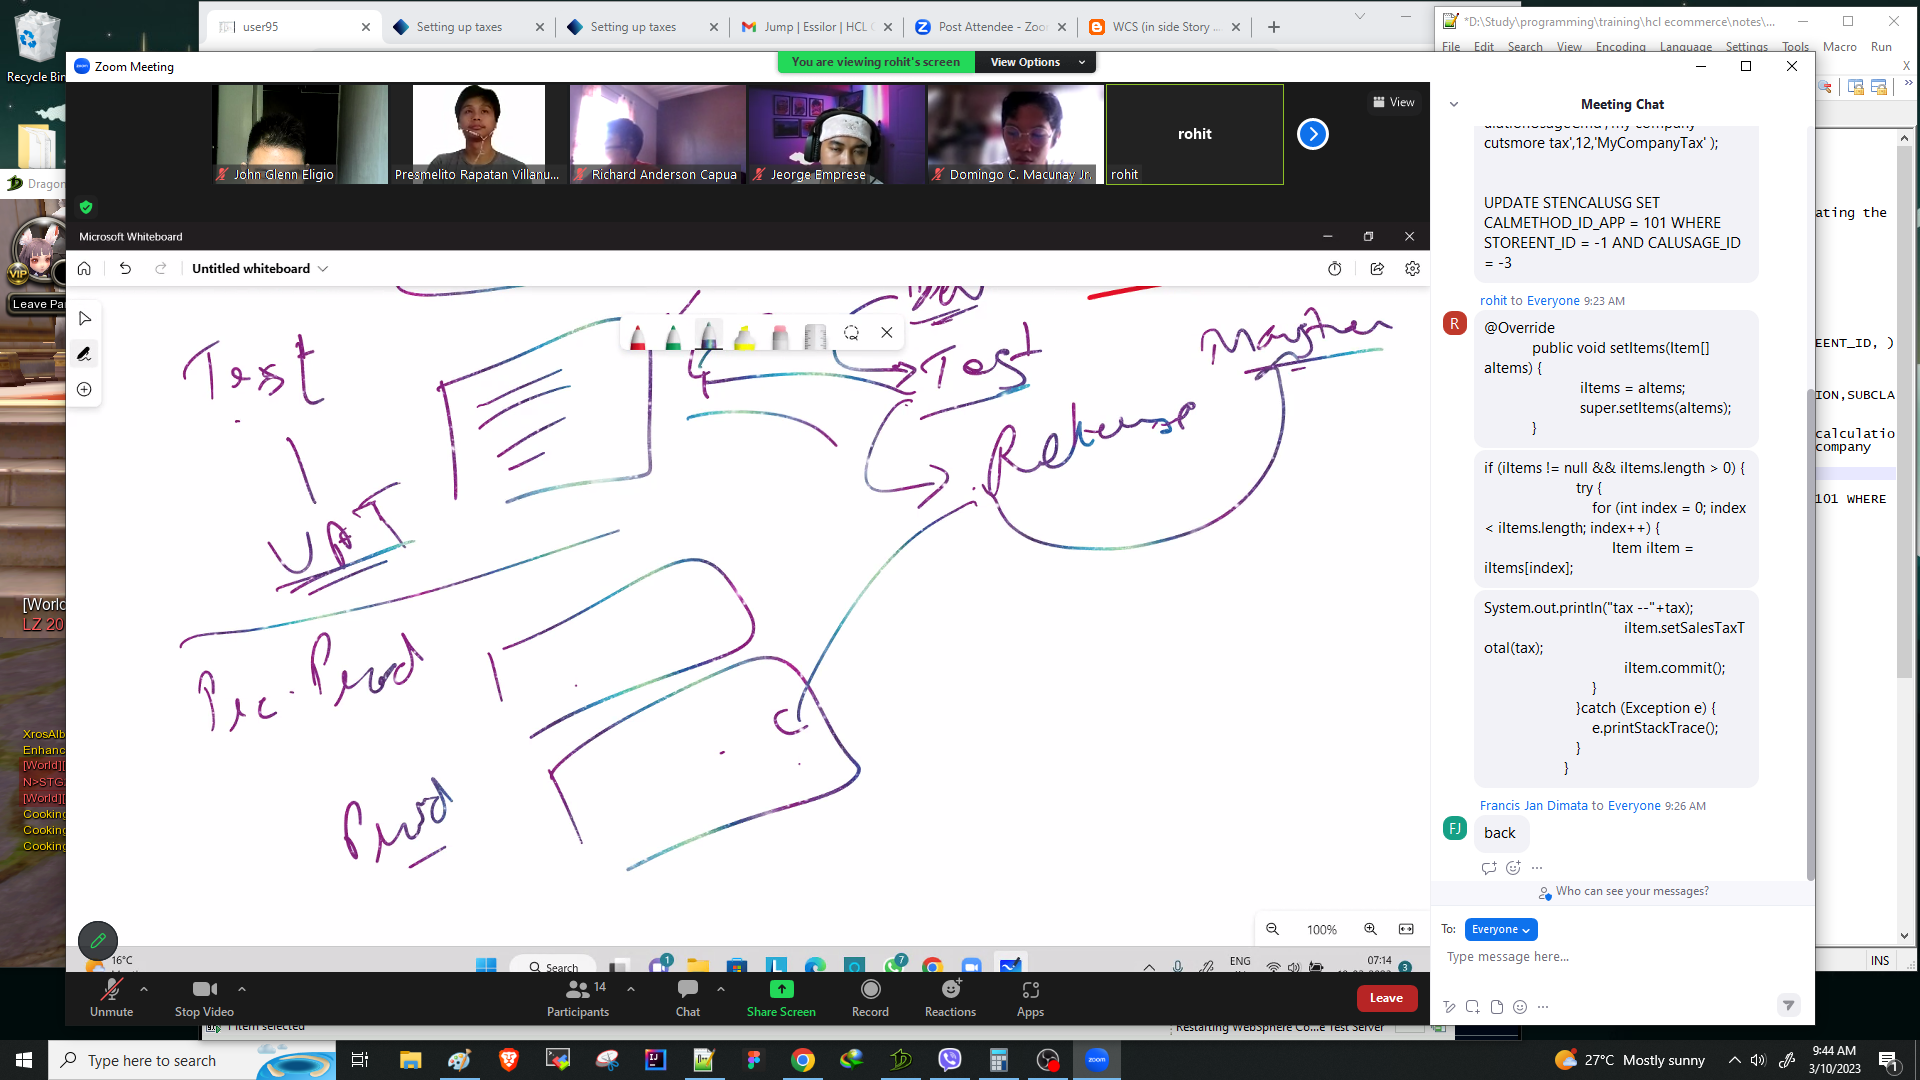 Recycle Bin
user95
Setting up taxes
Setting up taxes
Jump | Essilor | HCL
Post Attendee - Zoo
WCS (in side Story ...
*D:\Study\programming\training\hcl ecommerce\notes\...
File Edit Search View Encoding Language Settings Tools Macro Run
X
Zoom Meeting
You are viewing rohit's screen
View Options
View
John Glenn Eligio
Presmelito Rapatan Villanu...
Richard Anderson Capua
Jeorge Emprese
Domingo C. Macunay Jr.
rohit
rohit
Dragon
VIP
Leave Pa
Microsoft Whiteboard
Untitled whiteboard
Dev
Test
Test
Master
Release
UAT
Pre-Prod
Prod
100%
[World
LZ 20
XrosAlb
Enhanc
[World][
N>STG
[World][
Cooking
Cooking
Cooking
16°C
Search
1
7
ENG
07:14
3
Unmute
Stop Video
14
Participants
Chat
Share Screen
Record
Reactions
Apps
Leave
1 item selected
Restarting WebSphere Co...e Test Server
Meeting Chat
cutsmore tax',12,'MyCompanyTax' );
UPDATE STENCALUSG SET
CALMETHOD_ID_APP = 101 WHERE
STOREENT_ID = -1 AND CALUSAGE_ID
= -3
rohit to Everyone 9:23 AM
R
@Override
public void setItems(Item[]
aItems) {
iItems = aItems;
super.setItems(aItems);
}
if (iItems != null && iItems.length > 0) {
try {
for (int index = 0; index
< iItems.length; index++) {
Item iItem =
iItems[index];
System.out.println("tax --"+tax);
iItem.setSalesTaxT
otal(tax);
iItem.commit();
}
}catch (Exception e) {
e.printStackTrace();
}
}
Francis Jan Dimata to Everyone 9:26 AM
FJ
back
Who can see your messages?
To: Everyone
Type message here...
ating the
EENT_ID, )
ION,SUBCLA
calculatio
company
101 WHERE
INS
Type here to search
zoom
27°C Mostly sunny
9:44 AM
3/10/2023
1